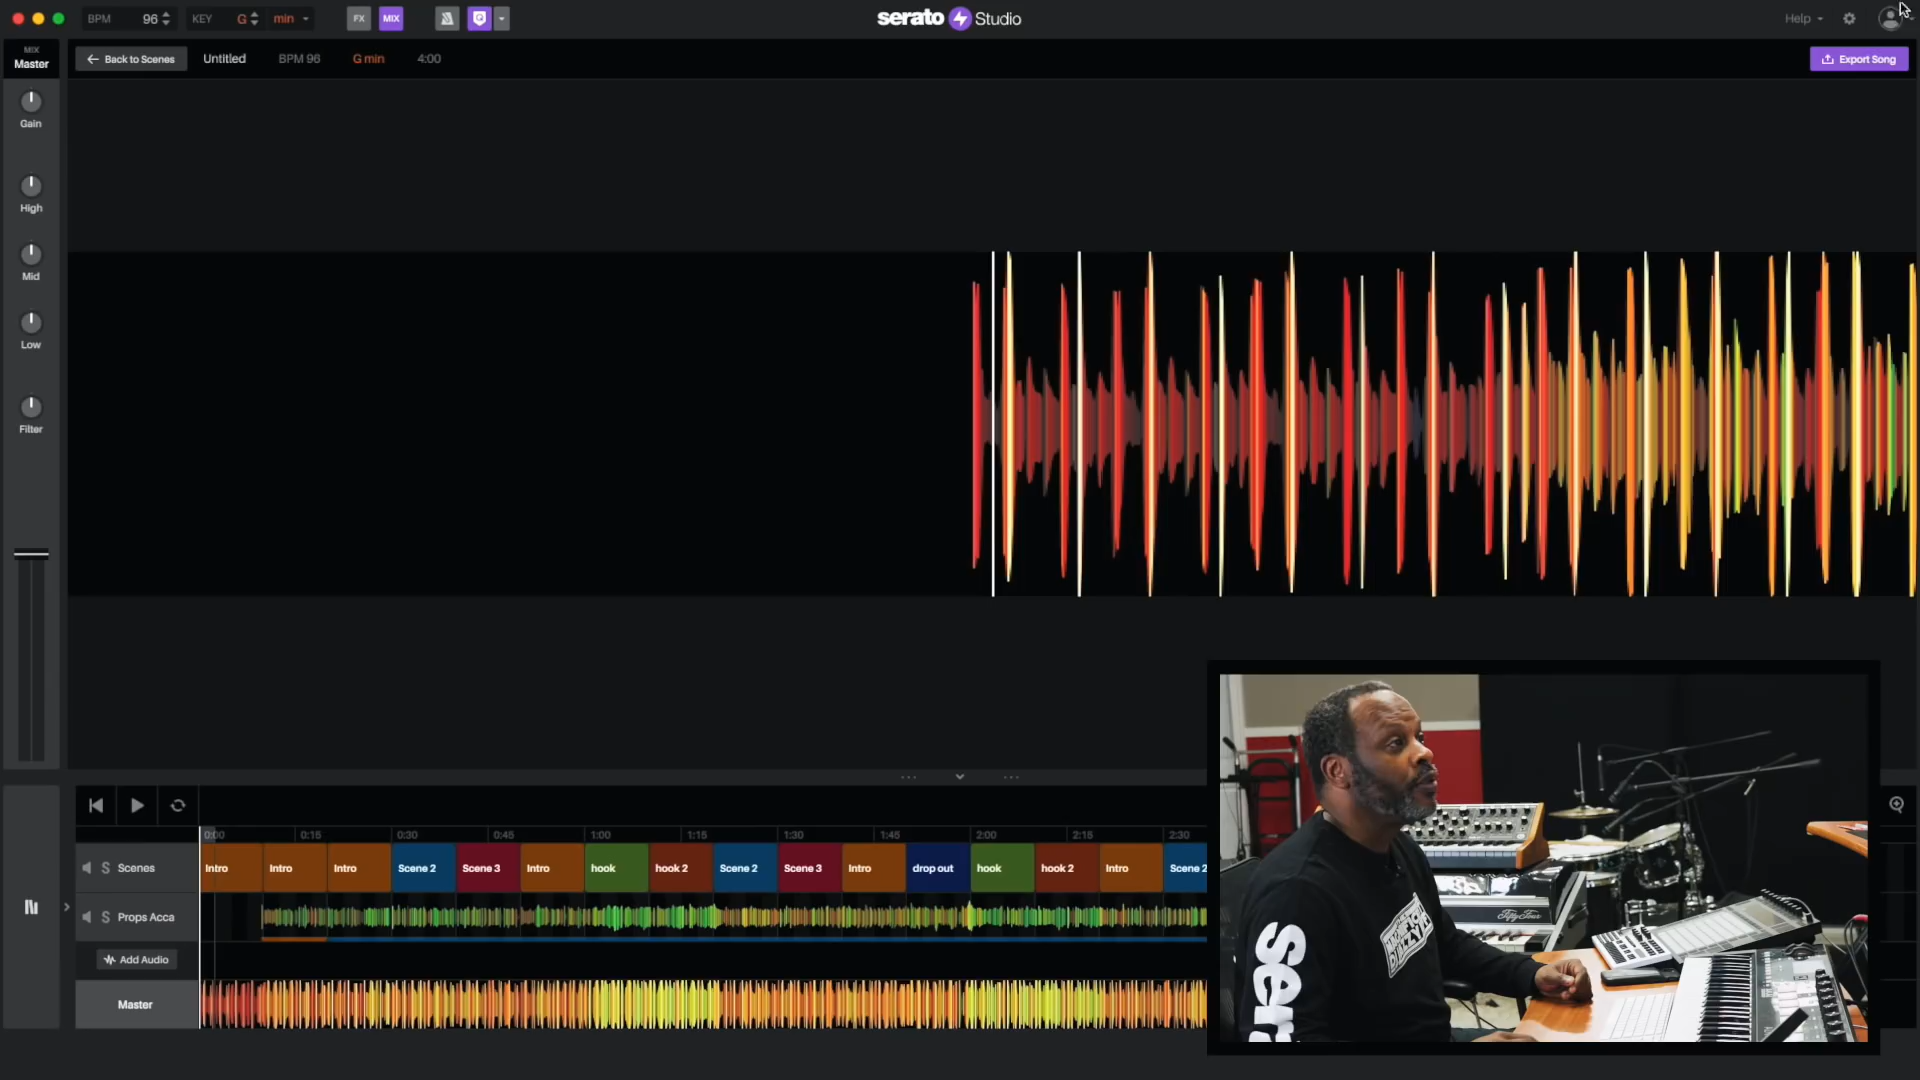 BPM 96 KEY G min FX MIX serato Studio Help
MIX
Master
Back to Scenes Untitled BPM 96 G min 4:00 Export Song
Gain
High
Mid
Low
Filter
0:00 0:15 0:30 0:45 1:00 1:15 1:30 1:45 2:00 2:15 2:30
S Scenes Intro Intro Intro Scene 2 Scene 3 Intro hook hook 2 Scene 2 Scene 3 Intro drop out hook hook 2 Intro Scene 2
S Props Acca
Add Audio
Master
Ser